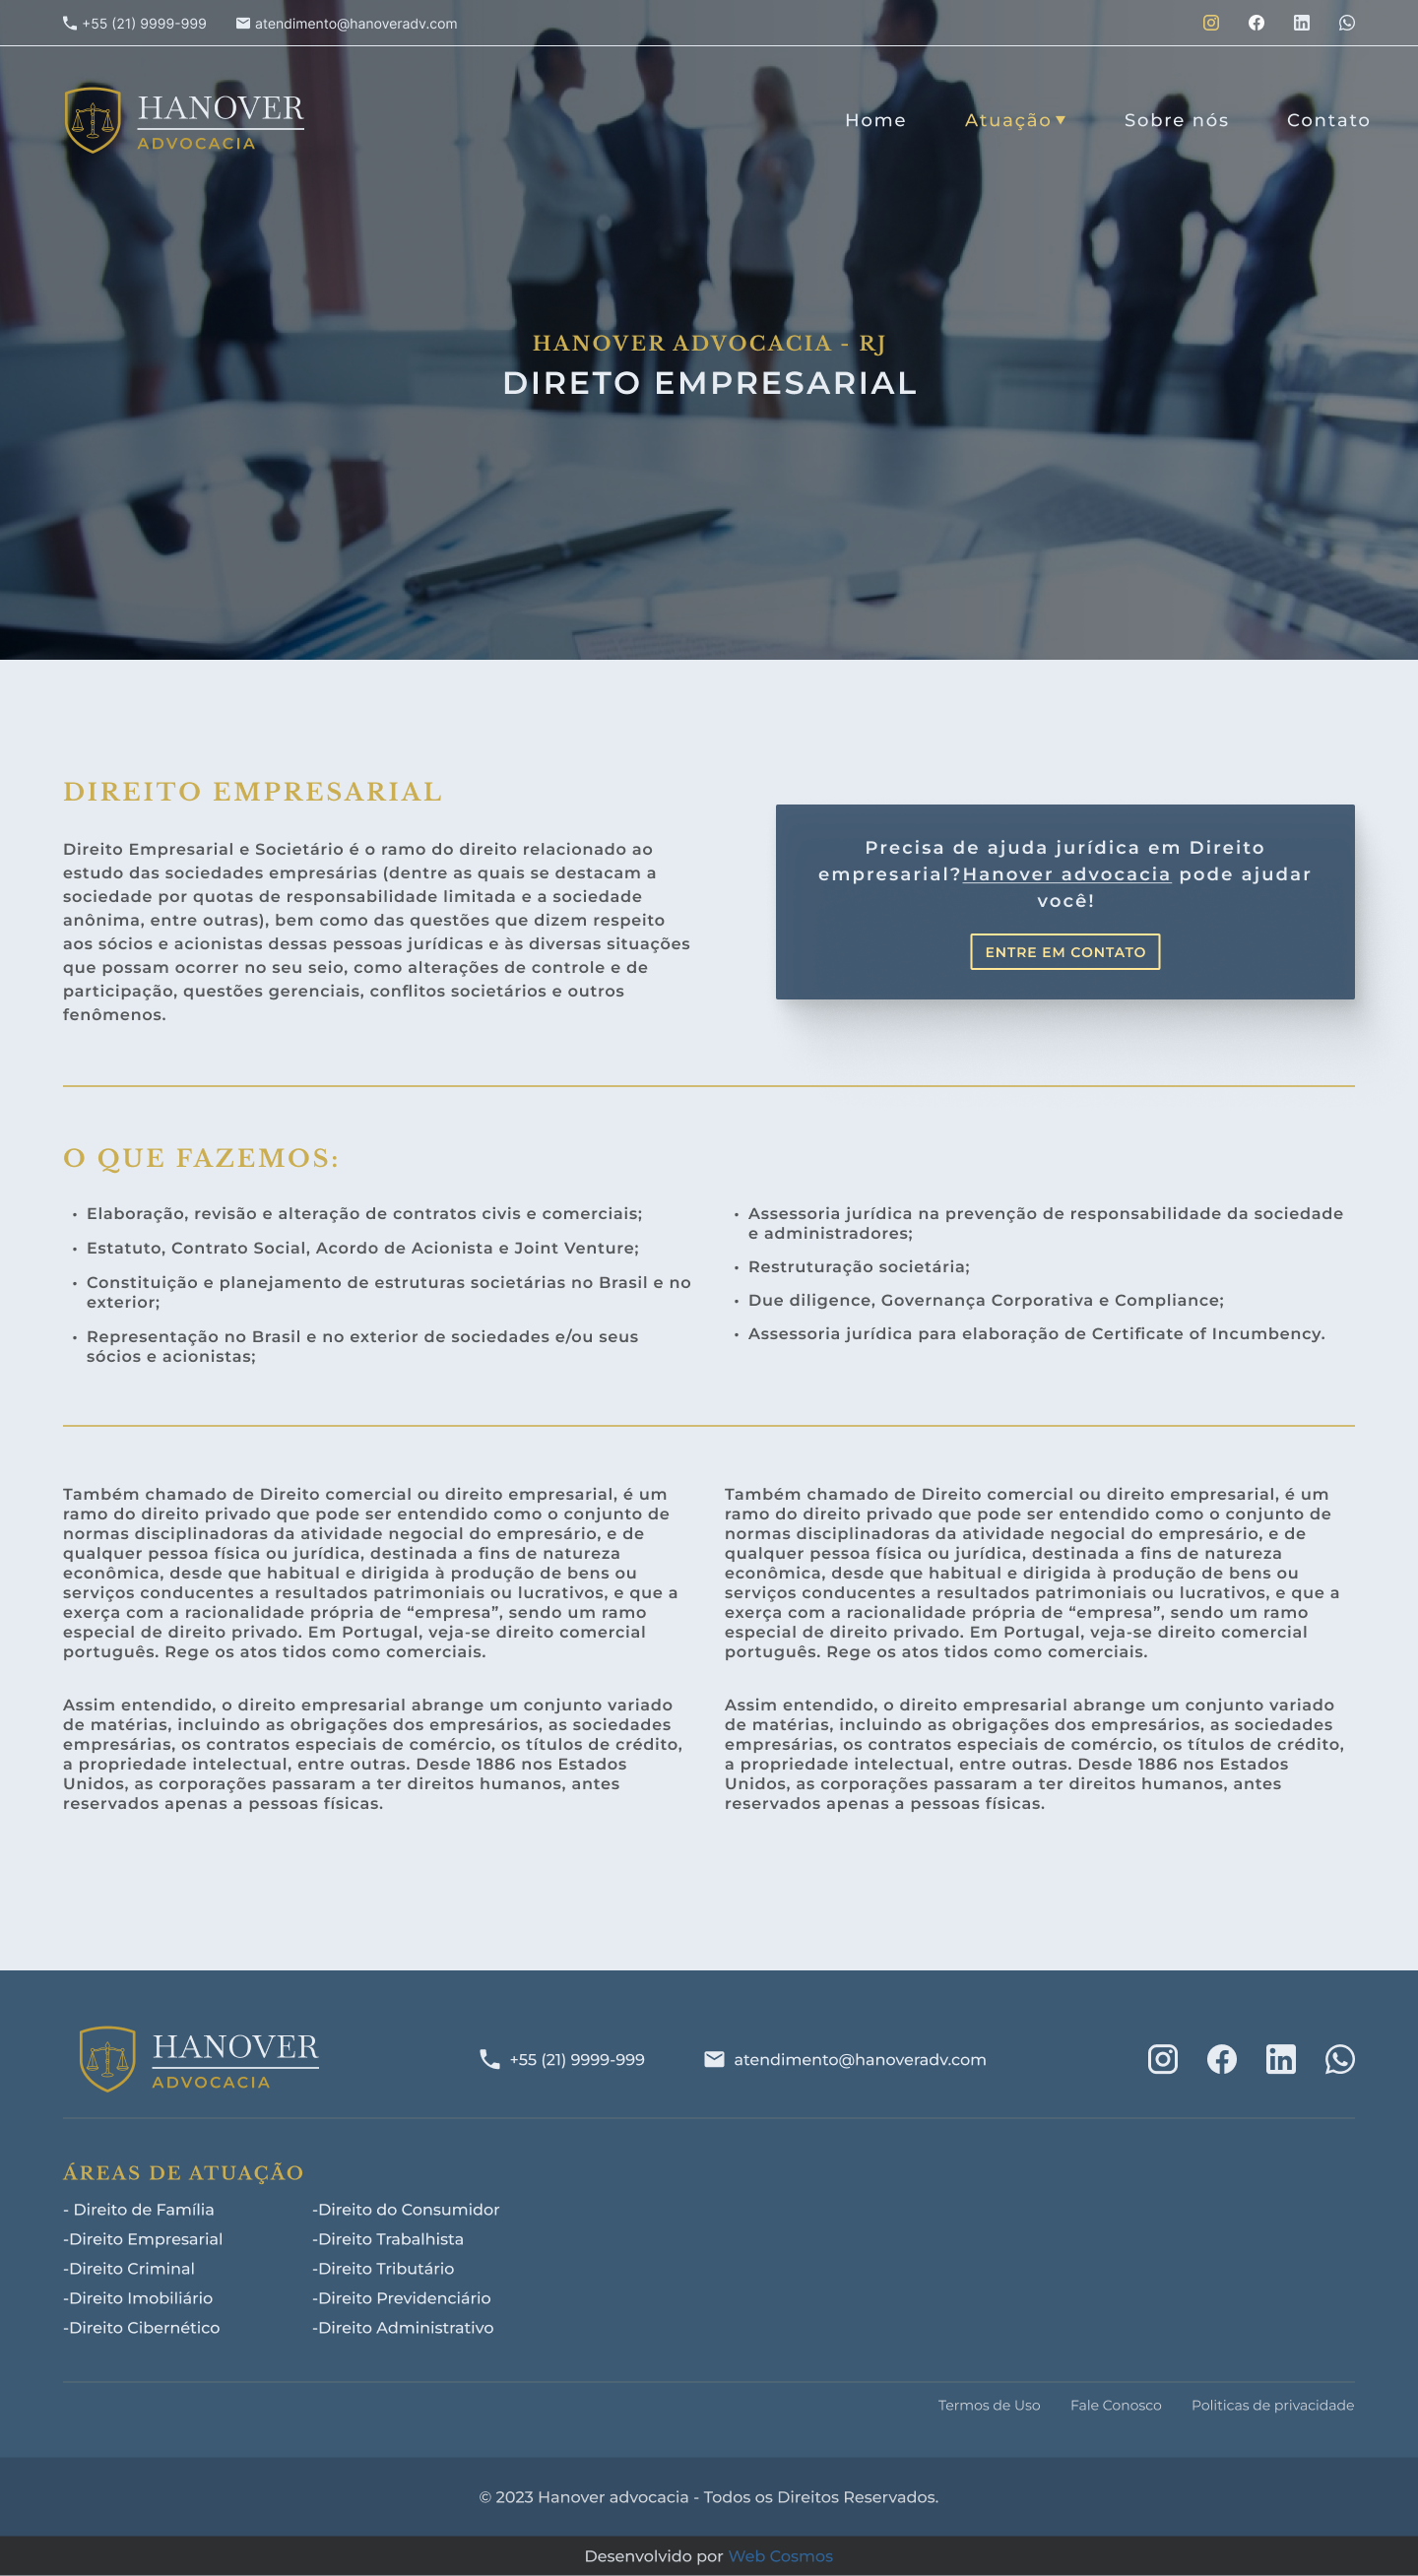 +55 (21) 9999-999
atendimento@hanoveradv.com
HANOVER
ADVOCACIA
Home
Atuação
Sobre nós
Contato
HANOVER ADVOCACIA - RJ
DIRETO EMPRESARIAL
DIREITO EMPRESARIAL
Direito Empresarial e Societário é o ramo do direito relacionado ao
estudo das sociedades empresárias (dentre as quais se destacam a
sociedade por quotas de responsabilidade limitada e a sociedade
anônima, entre outras), bem como das questões que dizem respeito
aos sócios e acionistas dessas pessoas jurídicas e às diversas situações
que possam ocorrer no seu seio, como alterações de controle e de
participação, questões gerenciais, conflitos societários e outros
fenômenos.
Precisa de ajuda jurídica em Direito
empresarial?Hanover advocacia pode ajudar
você!
ENTRE EM CONTATO
O QUE FAZEMOS:
• Elaboração, revisão e alteração de contratos civis e comerciais;
• Estatuto, Contrato Social, Acordo de Acionista e Joint Venture;
• Constituição e planejamento de estruturas societárias no Brasil e no
exterior;
• Representação no Brasil e no exterior de sociedades e/ou seus
sócios e acionistas;
• Assessoria jurídica na prevenção de responsabilidade da sociedade
e administradores;
• Restruturação societária;
• Due diligence, Governança Corporativa e Compliance;
• Assessoria jurídica para elaboração de Certificate of Incumbency.
Também chamado de Direito comercial ou direito empresarial, é um
ramo do direito privado que pode ser entendido como o conjunto de
normas disciplinadoras da atividade negocial do empresário, e de
qualquer pessoa física ou jurídica, destinada a fins de natureza
econômica, desde que habitual e dirigida à produção de bens ou
serviços conducentes a resultados patrimoniais ou lucrativos, e que a
exerça com a racionalidade própria de “empresa”, sendo um ramo
especial de direito privado. Em Portugal, veja-se direito comercial
português. Rege os atos tidos como comerciais.
Assim entendido, o direito empresarial abrange um conjunto variado
de matérias, incluindo as obrigações dos empresários, as sociedades
empresárias, os contratos especiais de comércio, os títulos de crédito,
a propriedade intelectual, entre outras. Desde 1886 nos Estados
Unidos, as corporações passaram a ter direitos humanos, antes
reservados apenas a pessoas físicas.
Também chamado de Direito comercial ou direito empresarial, é um
ramo do direito privado que pode ser entendido como o conjunto de
normas disciplinadoras da atividade negocial do empresário, e de
qualquer pessoa física ou jurídica, destinada a fins de natureza
econômica, desde que habitual e dirigida à produção de bens ou
serviços conducentes a resultados patrimoniais ou lucrativos, e que a
exerça com a racionalidade própria de “empresa”, sendo um ramo
especial de direito privado. Em Portugal, veja-se direito comercial
português. Rege os atos tidos como comerciais.
Assim entendido, o direito empresarial abrange um conjunto variado
de matérias, incluindo as obrigações dos empresários, as sociedades
empresárias, os contratos especiais de comércio, os títulos de crédito,
a propriedade intelectual, entre outras. Desde 1886 nos Estados
Unidos, as corporações passaram a ter direitos humanos, antes
reservados apenas a pessoas físicas.
HANOVER
ADVOCACIA
+55 (21) 9999-999
atendimento@hanoveradv.com
ÁREAS DE ATUAÇÃO
- Direito de Família
-Direito Empresarial
-Direito Criminal
-Direito Imobiliário
-Direito Cibernético
-Direito do Consumidor
-Direito Trabalhista
-Direito Tributário
-Direito Previdenciário
-Direito Administrativo
Termos de Uso
Fale Conosco
Politicas de privacidade
© 2023 Hanover advocacia - Todos os Direitos Reservados.
Desenvolvido por Web Cosmos